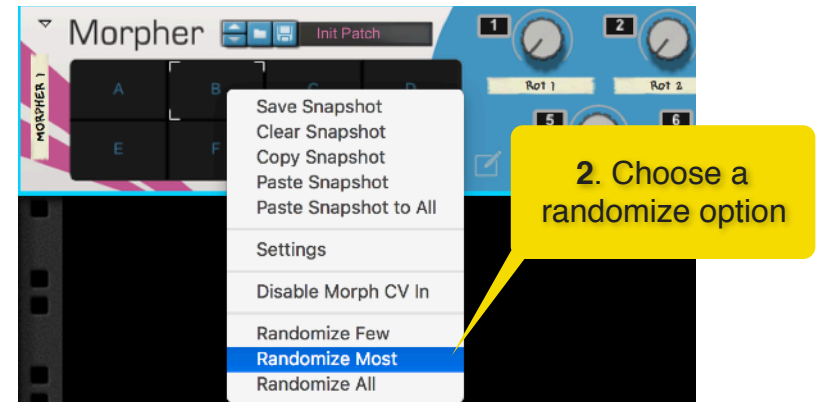 Morpher
Init Patch
MORPHER 1
A
B
C
D
E
F
1
Rot 1
2
Rot 2
5
6
Save Snapshot
Clear Snapshot
Copy Snapshot
Paste Snapshot
Paste Snapshot to All
Settings
Disable Morph CV In
Randomize Few
Randomize Most
Randomize All
2. Choose a
randomize option